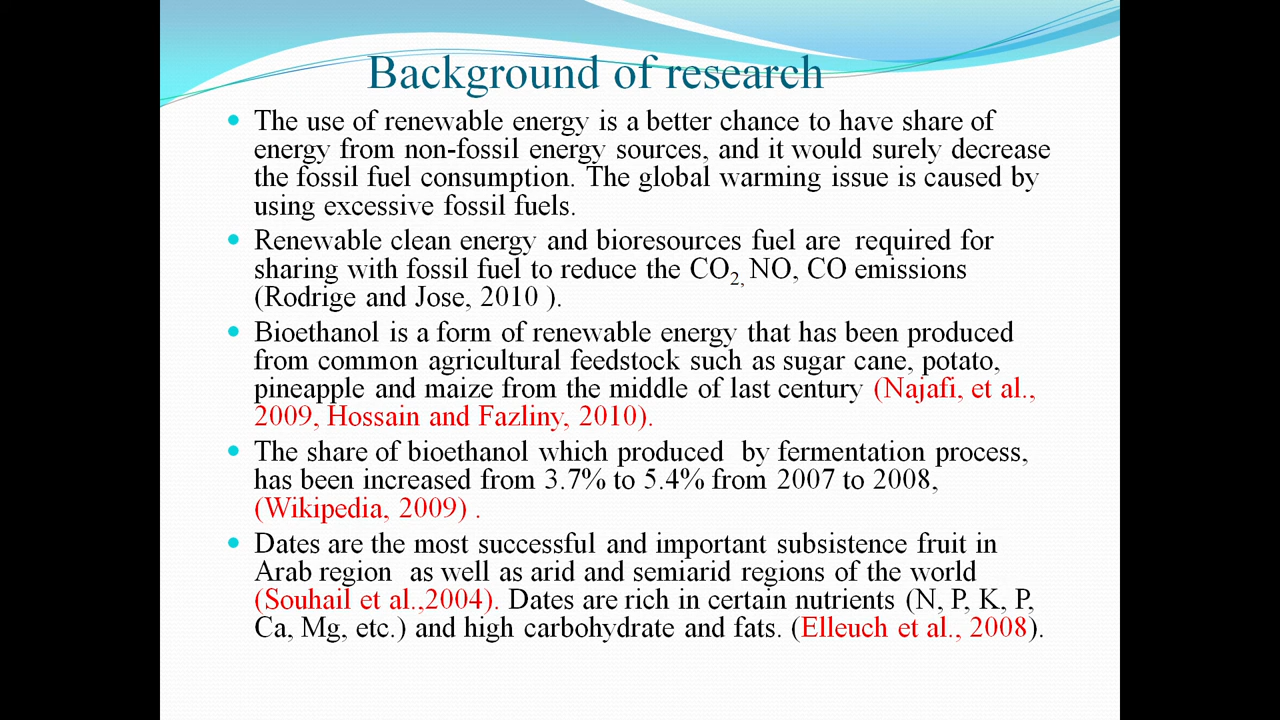 Background of research
• The use of renewable energy is a better chance to have share of
energy from non-fossil energy sources, and it would surely decrease
the fossil fuel consumption. The global warming issue is caused by
using excessive fossil fuels.
• Renewable clean energy and bioresources fuel are  required for
sharing with fossil fuel to reduce the CO2, NO, CO emissions
(Rodrige and Jose, 2010 ).
• Bioethanol is a form of renewable energy that has been produced
from common agricultural feedstock such as sugar cane, potato,
pineapple and maize from the middle of last century (Najafi, et al.,
2009, Hossain and Fazliny, 2010).
• The share of bioethanol which produced  by fermentation process,
has been increased from 3.7% to 5.4% from 2007 to 2008,
(Wikipedia, 2009) .
• Dates are the most successful and important subsistence fruit in
Arab region  as well as arid and semiarid regions of the world
(Souhail et al.,2004). Dates are rich in certain nutrients (N, P, K, P,
Ca, Mg, etc.) and high carbohydrate and fats. (Elleuch et al., 2008).